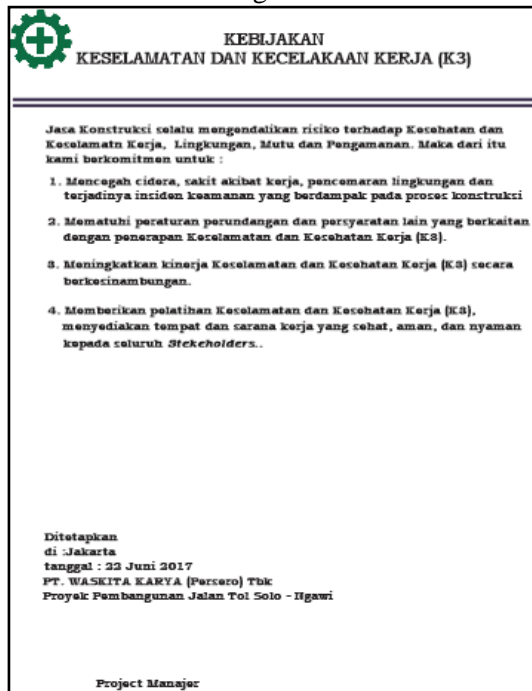 KEBIJAKAN
KESELAMATAN DAN KECELAKAAN KERJA (K3)
Jasa Konstruksi selalu mengendalikan risiko terhadap Kesehatan dan
Keselamatn Kerja, Lingkungan, Mutu dan Pengamanan. Maka dari itu
kami berkomitmen untuk :
1. Mencegah cidera, sakit akibat kerja, pencemaran lingkungan dan
terjadinya insiden keamanan yang berdampak pada proses konstruksi
2. Mematuhi peraturan perundangan dan persyaratan lain yang berkaitan
dengan penerapan Keselamatan dan Kesehatan Kerja (K3).
3. Meningkatkan kinerja Keselamatan dan Kesehatan Kerja (K3) secara
berkesinambungan.
4. Memberikan pelatihan Keselamatan dan Kesehatan Kerja (K3),
menyediakan tempat dan sarana kerja yang sehat, aman, dan nyaman
kepada seluruh Stekeholders..
Ditetapkan
di :Jakarta
tanggal : 22 Juni 2017
PT. WASKITA KARYA (Persero) Tbk
Proyek Pembangunan Jalan Tol Solo - Ngawi
Project Manajer